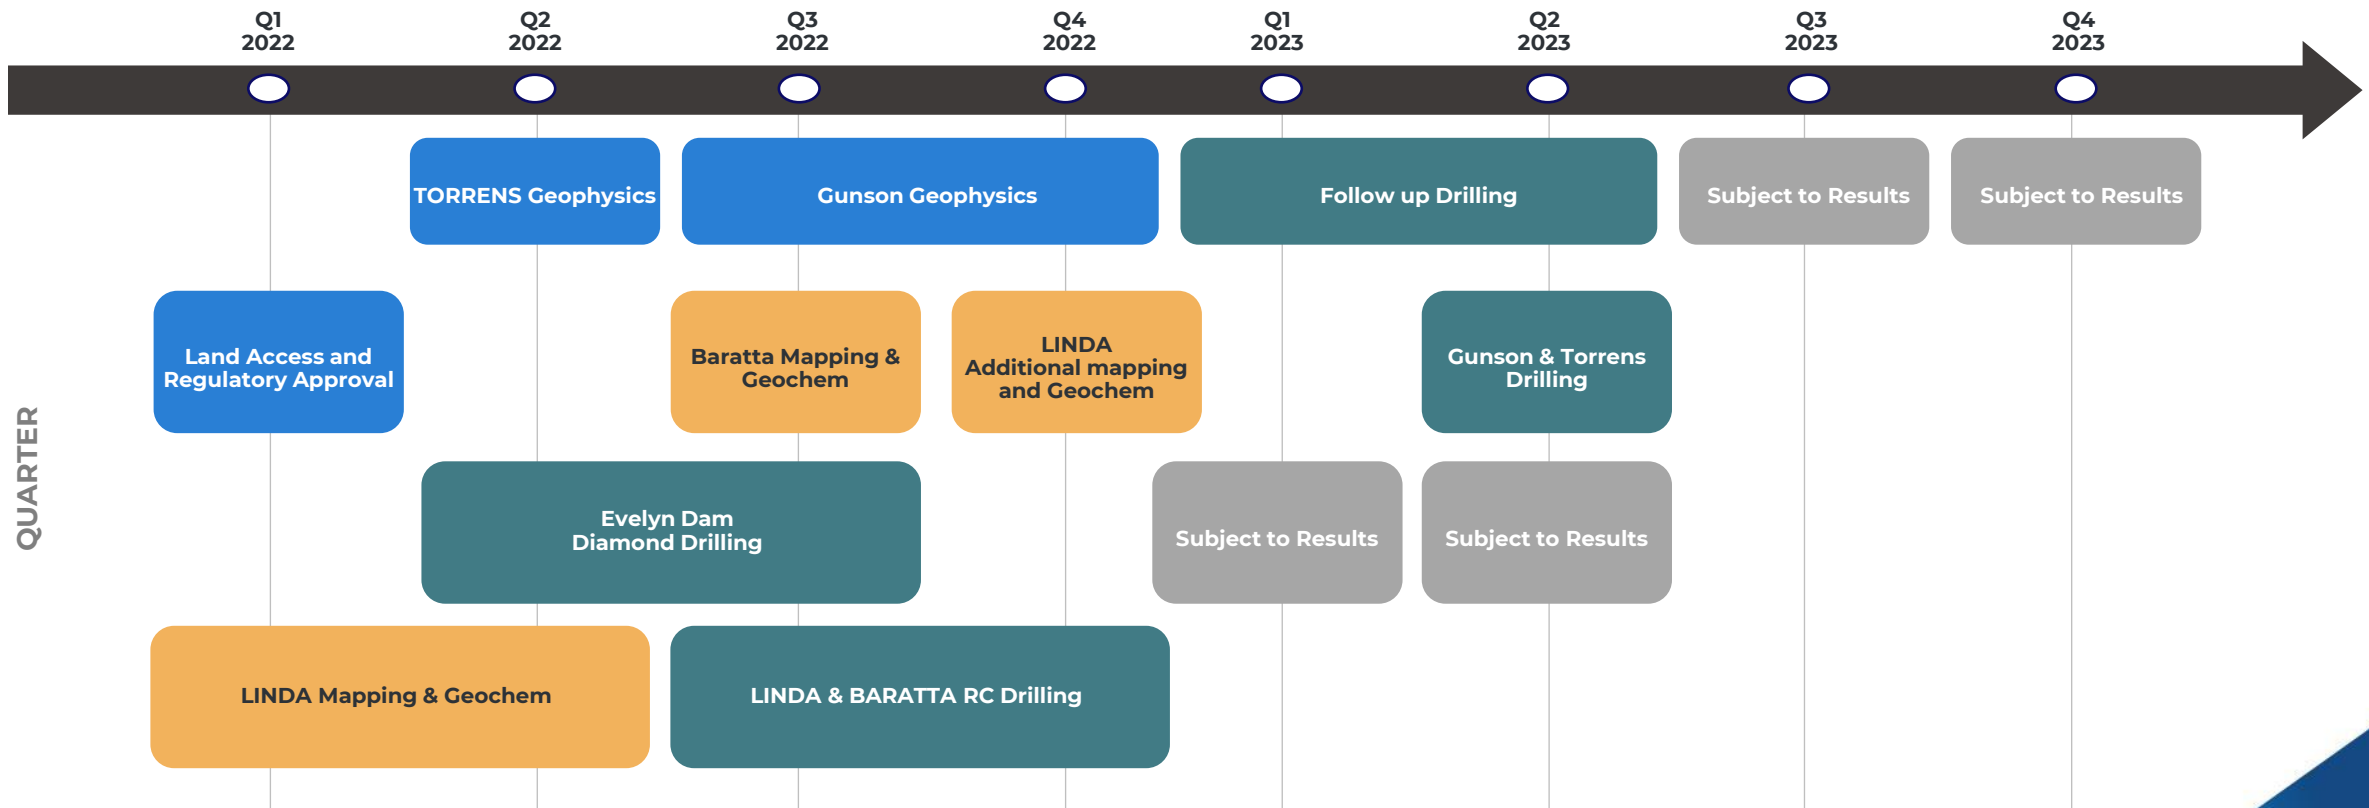 Q1
2022
Q2
2022
Q3
2022
Q4
2022
Q1
2023
Q2
2023
Q3
2023
Q4
2023
TORRENS Geophysics
Gunson Geophysics
Follow up Drilling
Subject to Results
Subject to Results
Land Access and
Regulatory Approval
Baratta Mapping &
Geochem
LINDA
Additional mapping
and Geochem
Gunson & Torrens
Drilling
QUARTER
Evelyn Dam
Diamond Drilling
Subject to Results
Subject to Results
LINDA Mapping & Geochem
LINDA & BARATTA RC Drilling